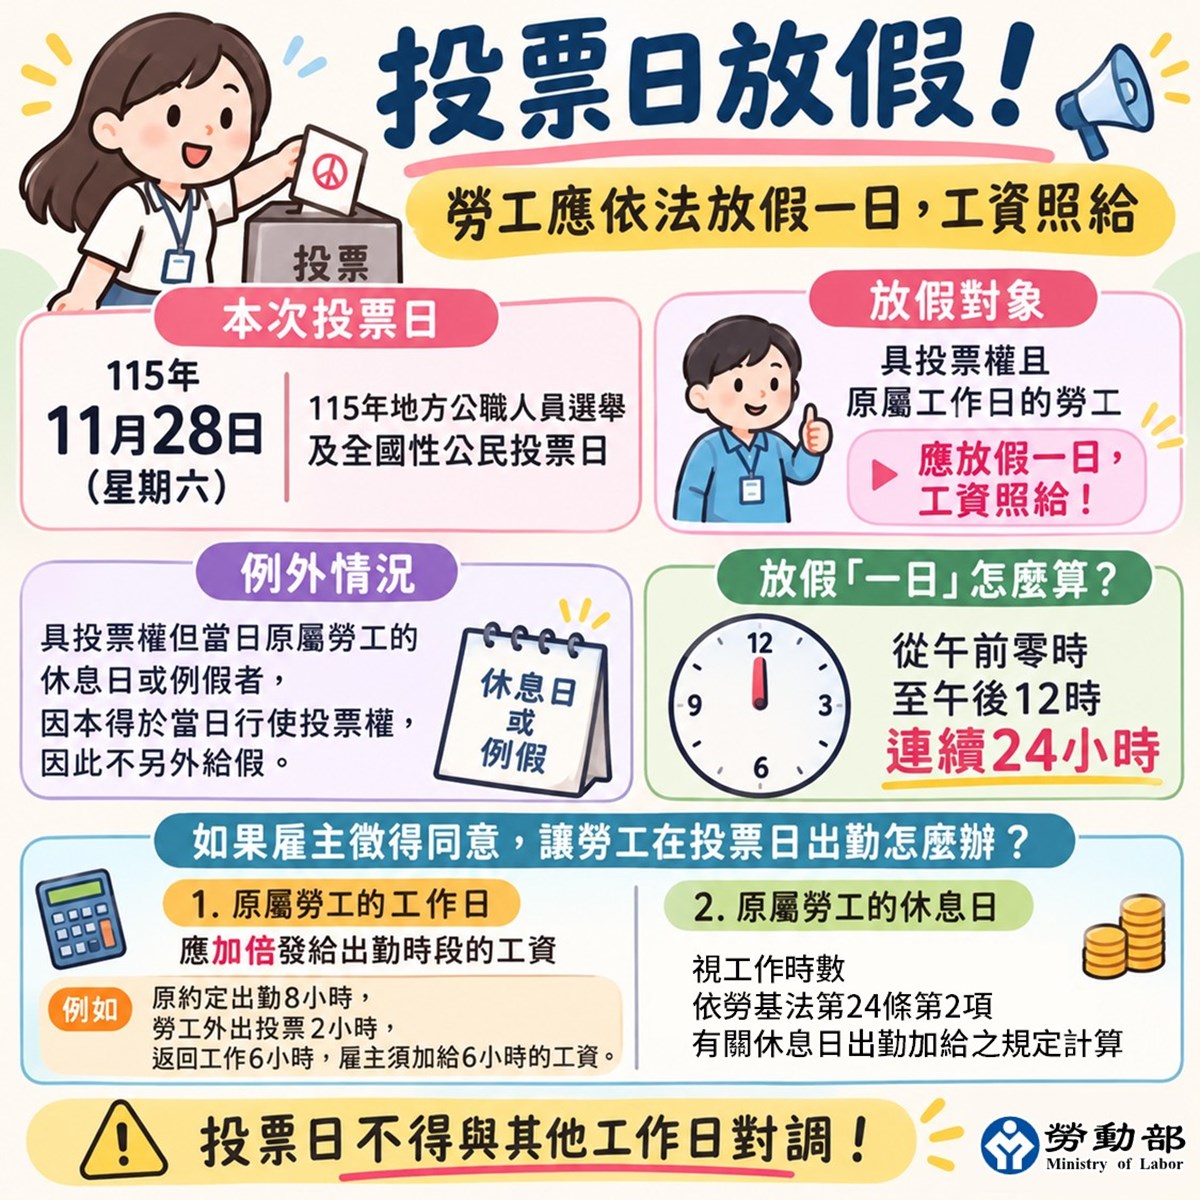 投票日放假！
勞工應依法放假一日，工資照給
投票
本次投票日
115年
11月28日
（星期六）
115年地方公職人員選舉
及全國性公民投票日
放假對象
具投票權且
原屬工作日的勞工
應放假一日，
工資照給！
例外情況
具投票權但當日原屬勞工的
休息日或例假者，
因本得於當日行使投票權，
因此不另外給假。
休息日
或
例假
放假「一日」怎麼算？
12
3
6
9
從午前零時
至午後12時
連續24小時
如果雇主徵得同意，讓勞工在投票日出勤怎麼辦？
1. 原屬勞工的工作日
應加倍發給出勤時段的工資
例如
原約定出勤8小時，
勞工外出投票2小時，
返回工作6小時，雇主須加給6小時的工資。
2. 原屬勞工的休息日
視工作時數
依勞基法第24條第2項
有關休息日出勤加給之規定計算
投票日不得與其他工作日對調！
勞動部
Ministry of Labor